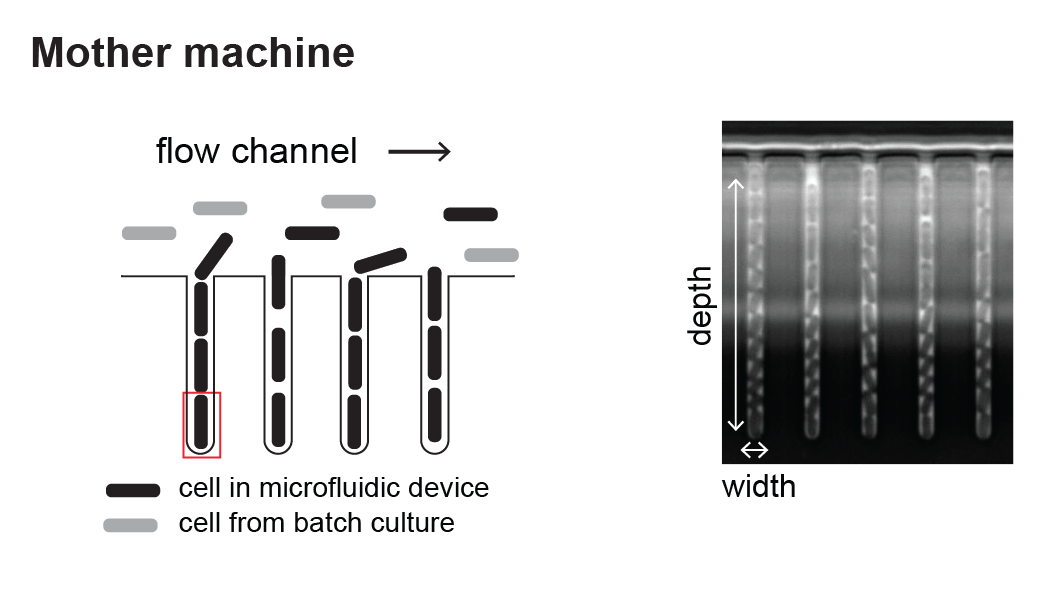 Mother machine
flow channel
depth
width
cell in microfluidic device
cell from batch culture